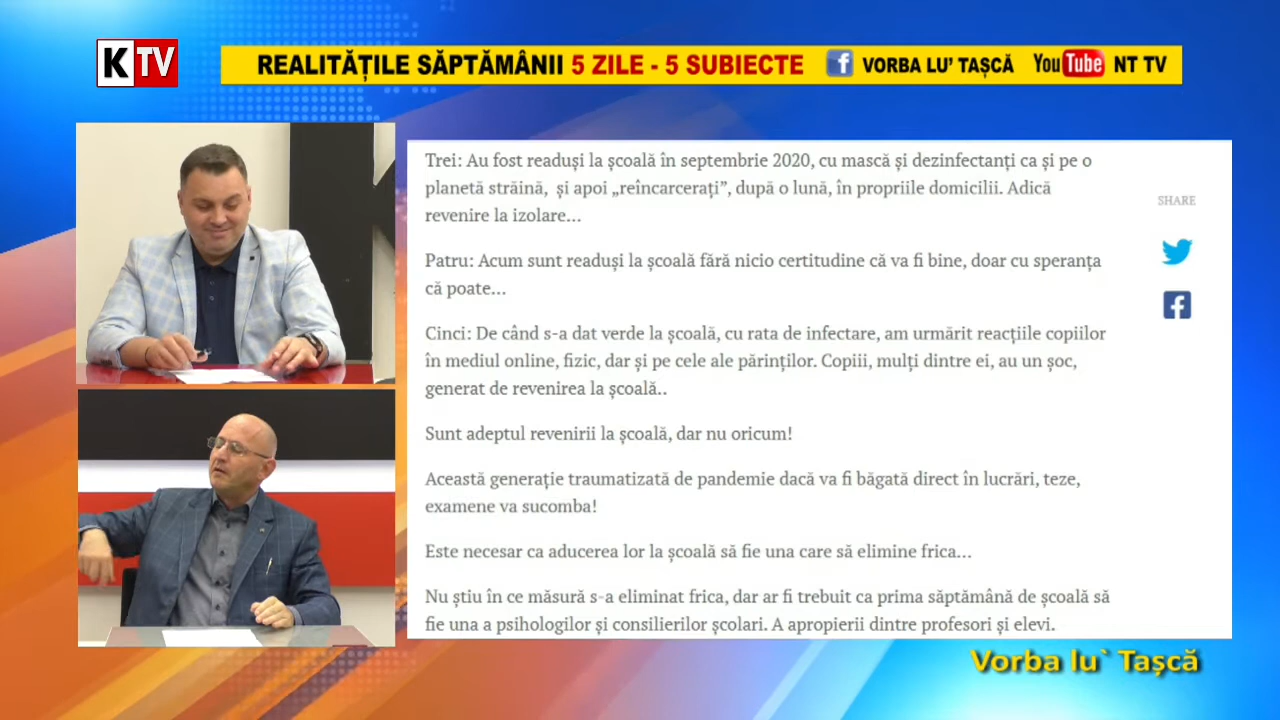 K TV
REALITĂȚILE SĂPTĂMÂNII 5 ZILE - 5 SUBIECTE f VORBA LU' TAȘCĂ YouTube NT TV
Trei: Au fost readuși la școală în septembrie 2020, cu mască și dezinfectanți ca și pe o
planetă străină, și apoi „reîncarcerați”, după o lună, în propriile domicilii. Adică
revenire la izolare...
SHARE
Patru: Acum sunt readuși la școală fără nicio certitudine că va fi bine, doar cu speranța
că poate...
Cinci: De când s-a dat verde la școală, cu rata de infectare, am urmărit reacțiile copiilor
în mediul online, fizic, dar și pe cele ale părinților. Copiii, mulți dintre ei, au un șoc,
generat de revenirea la școală..
Sunt adeptul revenirii la școală, dar nu oricum!
Această generație traumatizată de pandemie dacă va fi băgată direct în lucrări, teze,
examene va sucomba!
Este necesar ca aducerea lor la școală să fie una care să elimine frica...
Nu știu în ce măsură s-a eliminat frica, dar ar fi trebuit ca prima săptămână de școală să
fie una a psihologilor și consilierilor școlari. A apropierii dintre profesori și elevi.
Vorba lu` Tașcă